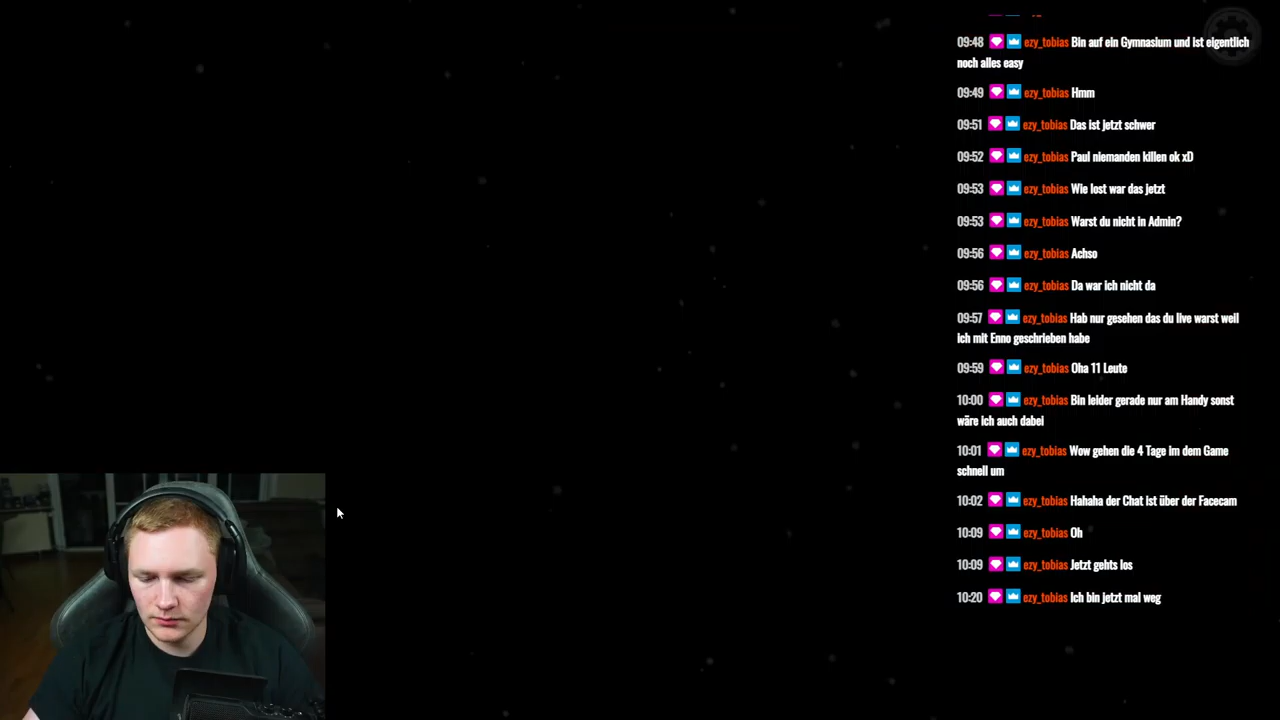 09:48 ezy_tobias Bin auf ein Gymnasium und ist eigentlich
noch alles easy
09:49 ezy_tobias Hmm
09:51 ezy_tobias Das ist jetzt schwer
09:52 ezy_tobias Paul niemanden killen ok xD
09:53 ezy_tobias Wie lost war das jetzt
09:53 ezy_tobias Warst du nicht in Admin?
09:56 ezy_tobias Achso
09:56 ezy_tobias Da war ich nicht da
09:57 ezy_tobias Hab nur gesehen das du live warst weil
ich mit Enno geschrieben habe
09:59 ezy_tobias Oha 11 Leute
10:00 ezy_tobias Bin leider gerade nur am Handy sonst
wäre ich auch dabei
10:01 ezy_tobias Wow gehen die 4 Tage im dem Game
schnell um
10:02 ezy_tobias Hahaha der Chat ist über der Facecam
10:09 ezy_tobias Oh
10:09 ezy_tobias Jetzt gehts los
10:20 ezy_tobias Ich bin jetzt mal weg